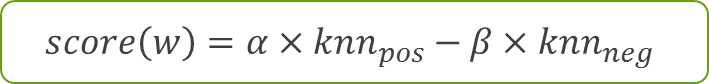 score(w) = α × knn_pos − β × knn_neg